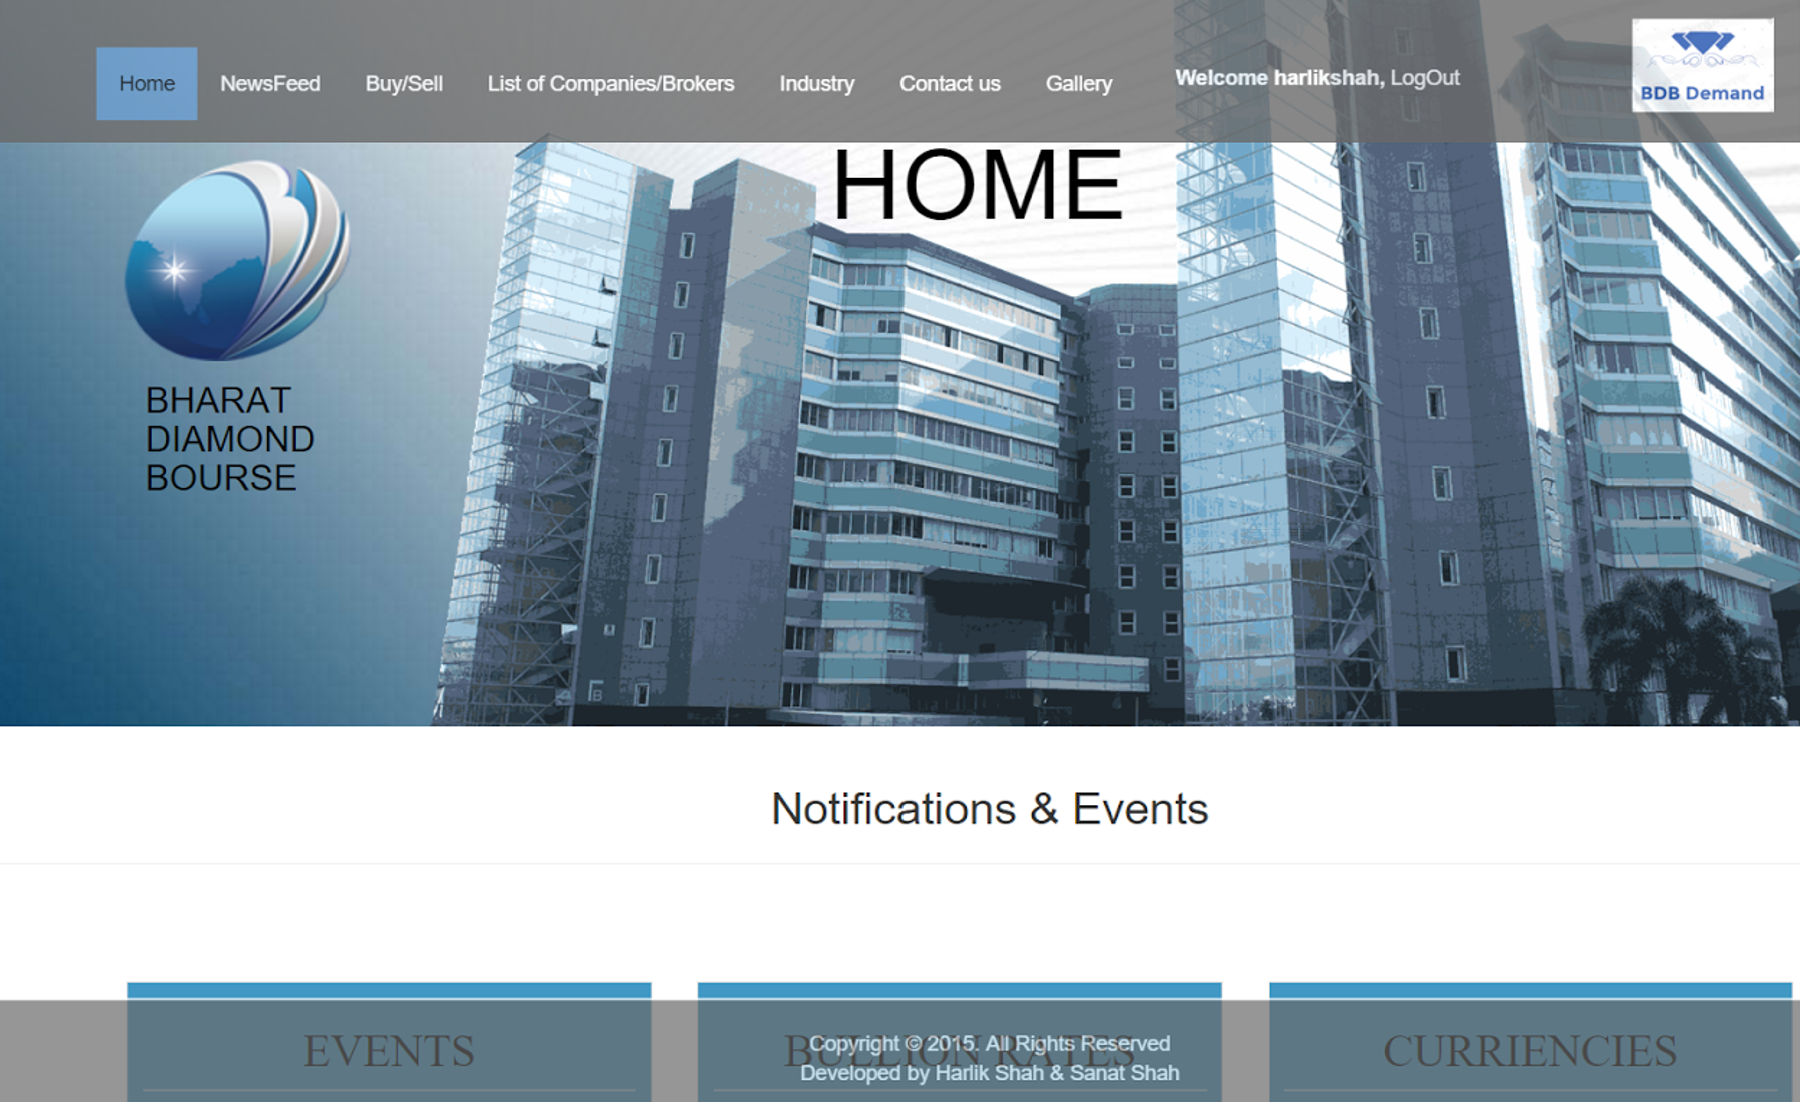 Home NewsFeed Buy/Sell List of Companies/Brokers Industry Contact us Gallery Welcome harlikshah, LogOut
BDB Demand
HOME
BHARAT
DIAMOND
BOURSE
Notifications & Events
EVENTS
BULLION RATES
CURRIENCIES
Copyright © 2015. All Rights Reserved
Developed by Harlik Shah & Sanat Shah